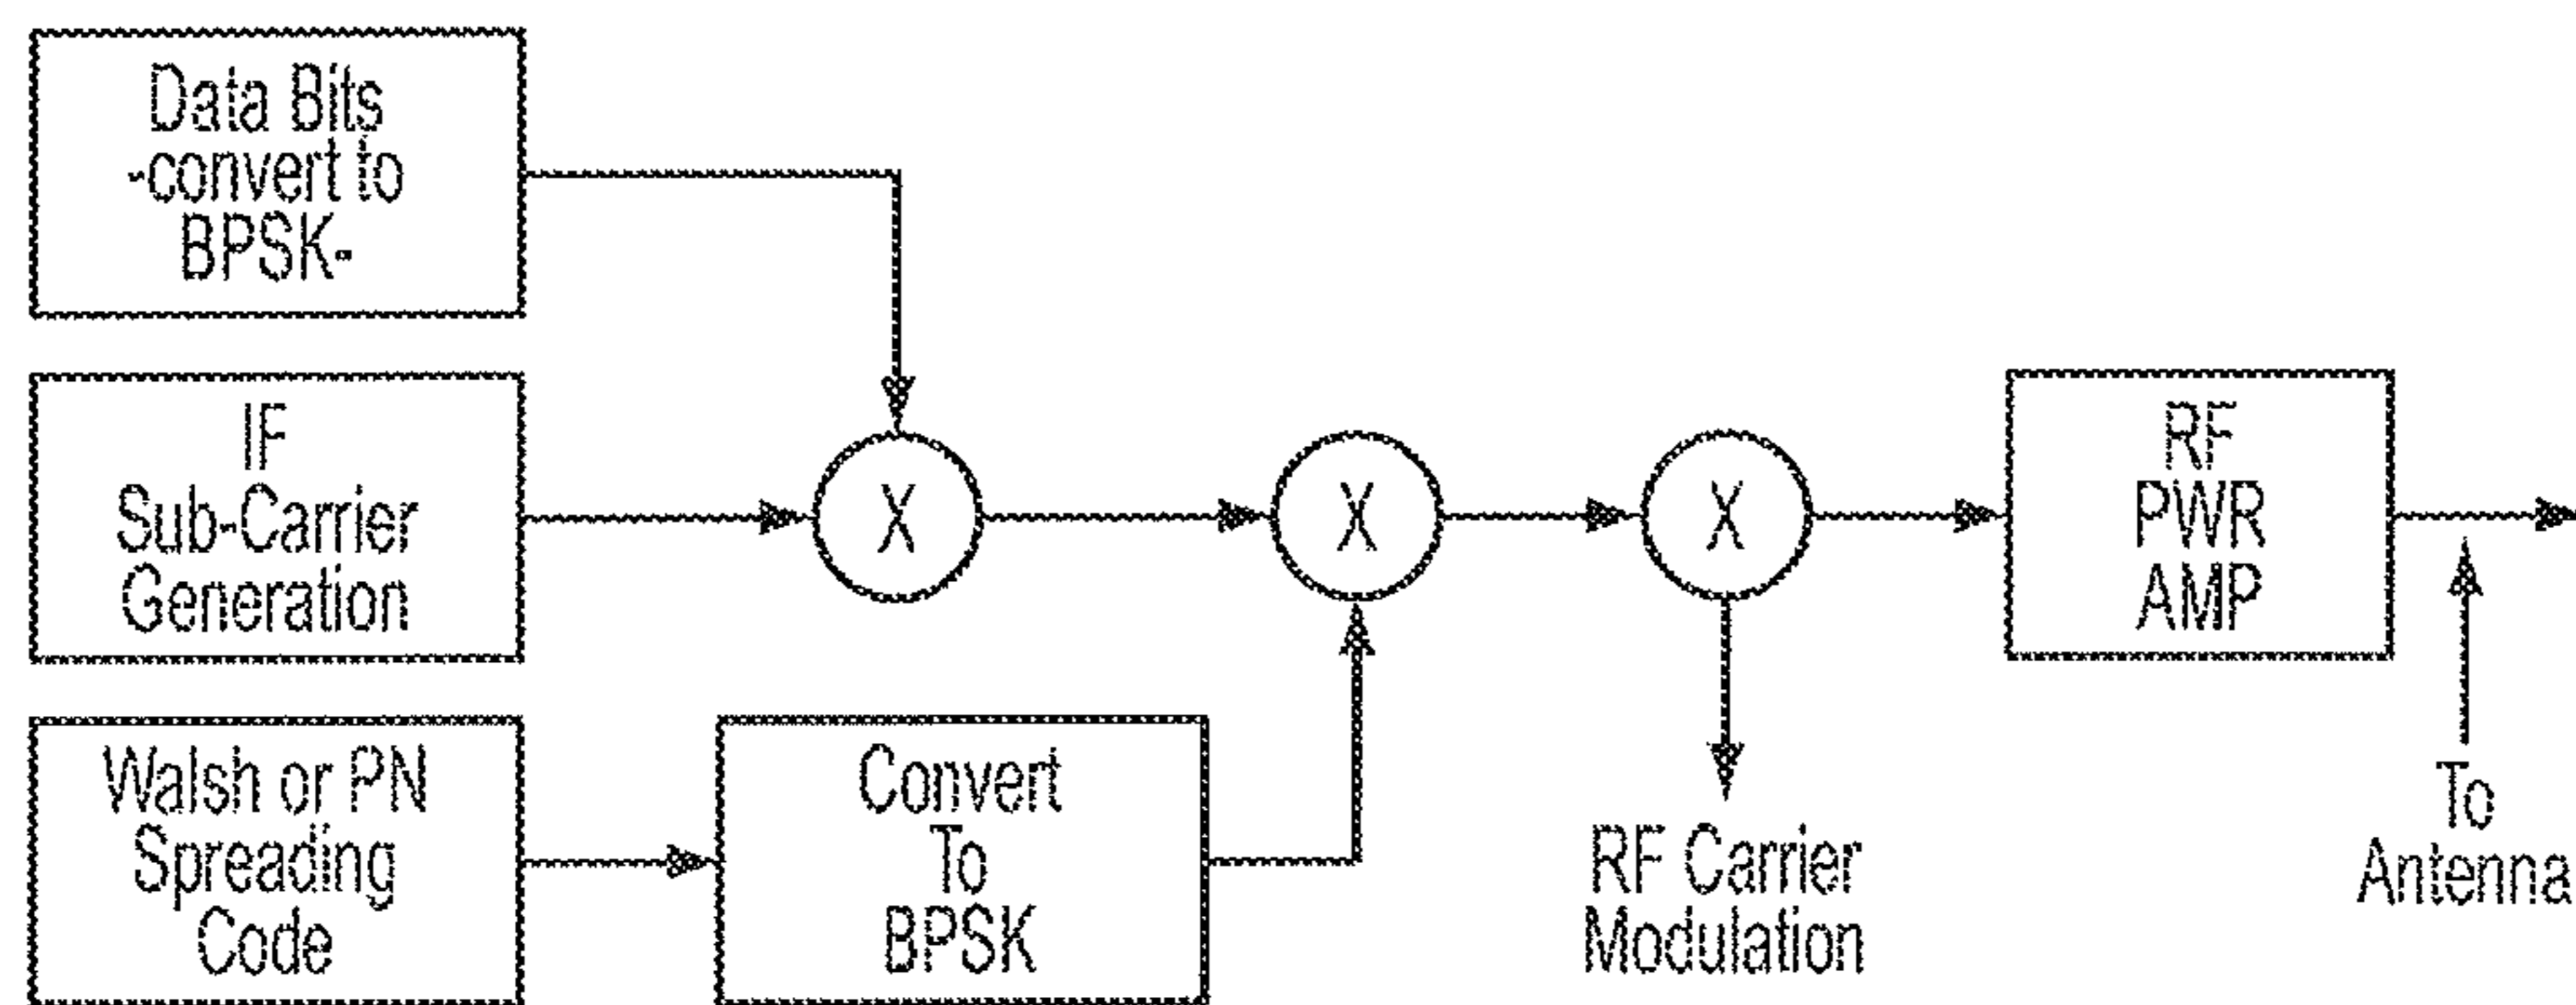 Data Bits
-convert to
BPSK-
IF
Sub-Carrier
Generation
X
X
X
RF
PWR
AMP
Walsh or PN
Spreading
Code
Convert
To
BPSK
RF Carrier
Modulation
To
Antenna